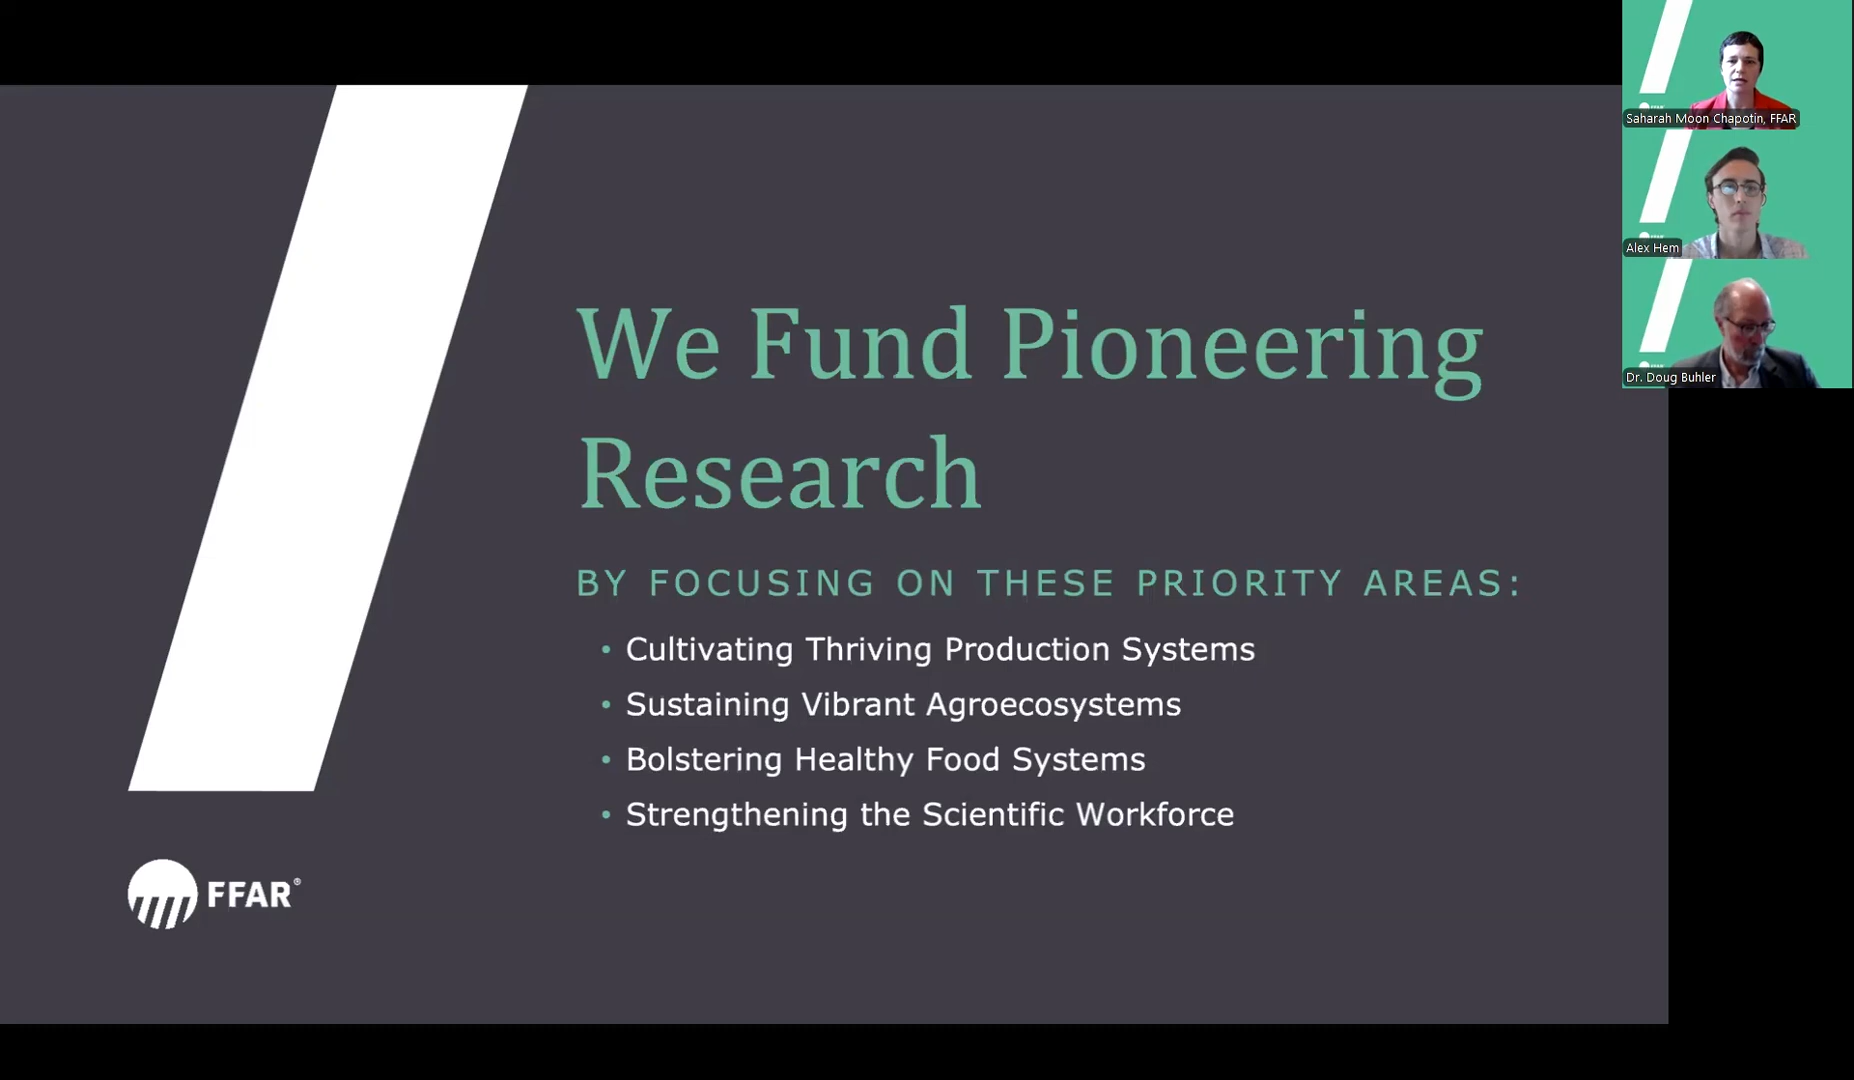 Saharah Moon Chapotin, FFAR
Alex Hem
Dr. Doug Buhler
We Fund Pioneering
Research
BY FOCUSING ON THESE PRIORITY AREAS:
• Cultivating Thriving Production Systems
• Sustaining Vibrant Agroecosystems
• Bolstering Healthy Food Systems
• Strengthening the Scientific Workforce
FFAR®